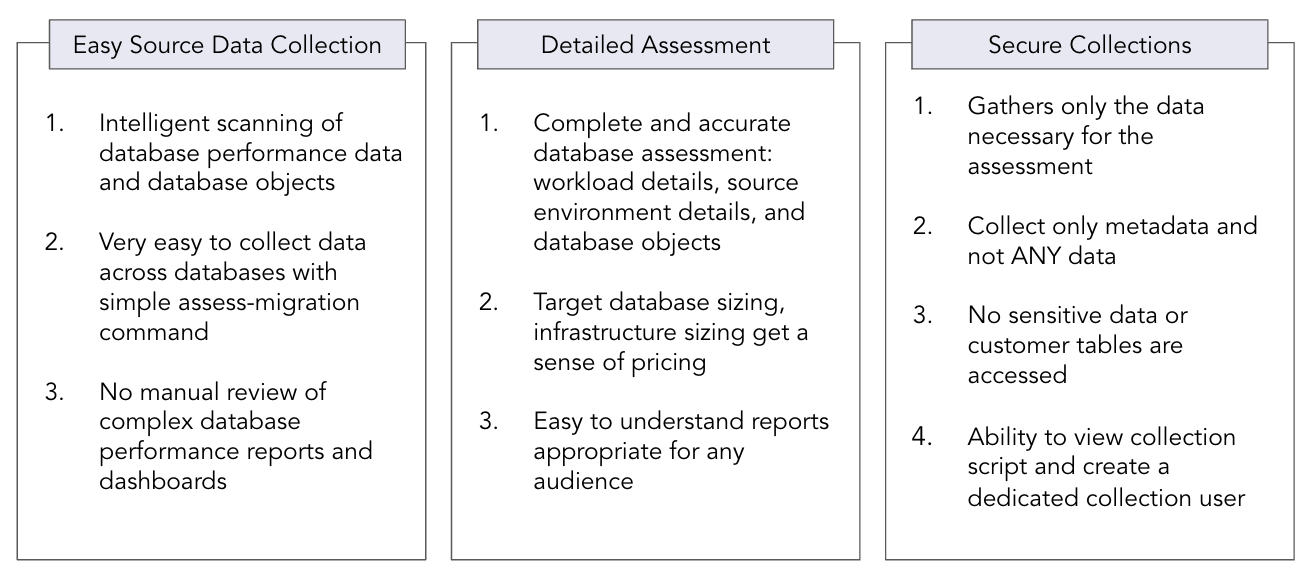 Easy Source Data Collection
1. Intelligent scanning of
database performance data
and database objects
2. Very easy to collect data
across databases with
simple assess-migration
command
3. No manual review of
complex database
performance reports and
dashboards
Detailed Assessment
1. Complete and accurate
database assessment:
workload details, source
environment details, and
database objects
2. Target database sizing,
infrastructure sizing get a
sense of pricing
3. Easy to understand reports
appropriate for any
audience
Secure Collections
1. Gathers only the data
necessary for the
assessment
2. Collect only metadata and
not ANY data
3. No sensitive data or
customer tables are
accessed
4. Ability to view collection
script and create a
dedicated collection user